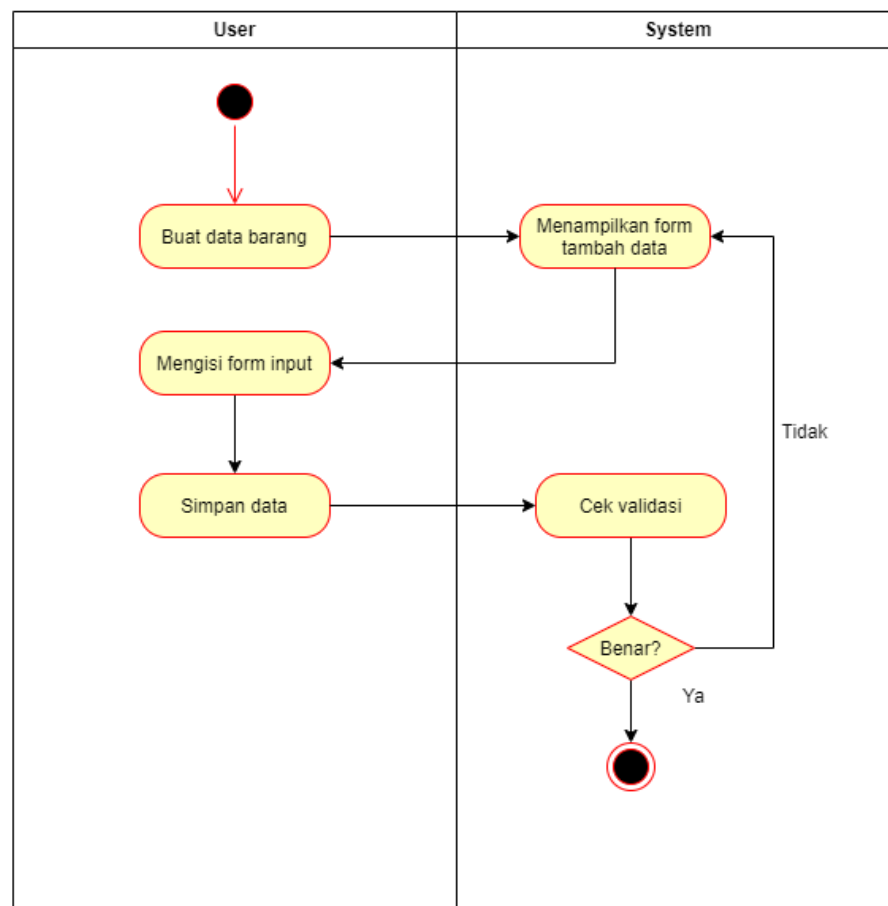 User
System
Buat data barang
Menampilkan form
tambah data
Mengisi form input
Tidak
Simpan data
Cek validasi
Benar?
Ya